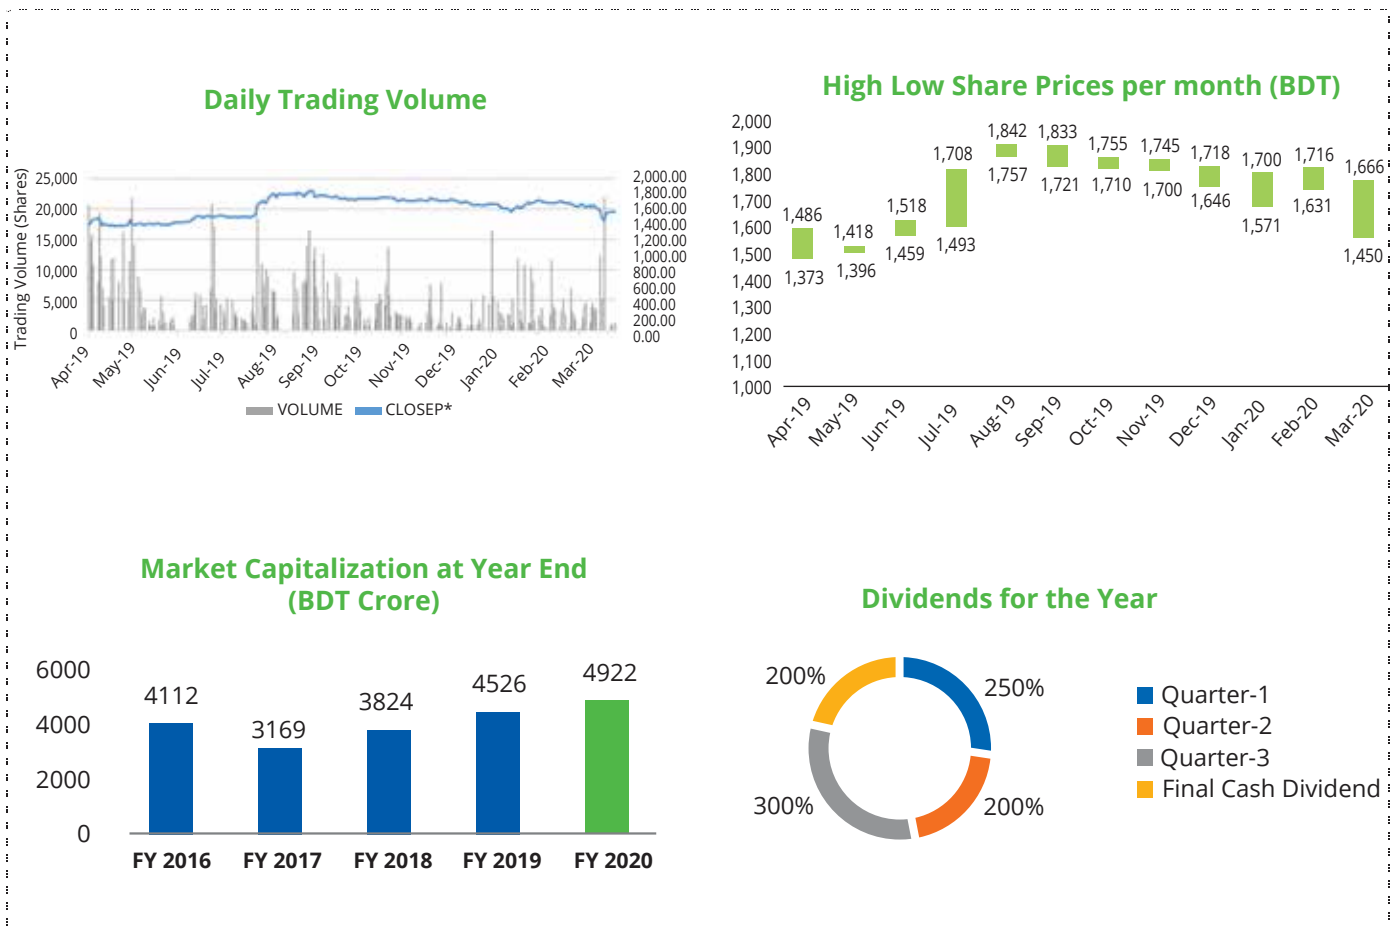 Daily Trading Volume
Trading Volume (Shares)
25,000
20,000
15,000
10,000
5,000
0
2,000.00
1,800.00
1,600.00
1,400.00
1,200.00
1,000.00
800.00
600.00
400.00
200.00
0.00
Apr-19 May-19 Jun-19 Jul-19 Aug-19 Sep-19 Oct-19 Nov-19 Dec-19 Jan-20 Feb-20 Mar-20
VOLUME CLOSEP*
High Low Share Prices per month (BDT)
2,000
1,900
1,800
1,700
1,600
1,500
1,400
1,300
1,200
1,100
1,000
1,486 1,418 1,518 1,708 1,842 1,833 1,755 1,745 1,718 1,700 1,716 1,666
1,373 1,396 1,459 1,493 1,757 1,721 1,710 1,700 1,646 1,571 1,631 1,450
Apr-19 May-19 Jun-19 Jul-19 Aug-19 Sep-19 Oct-19 Nov-19 Dec-19 Jan-20 Feb-20 Mar-20
Market Capitalization at Year End
(BDT Crore)
6000
4000
2000
0
4112 3169 3824 4526 4922
FY 2016 FY 2017 FY 2018 FY 2019 FY 2020
Dividends for the Year
200% 250%
300% 200%
Quarter-1
Quarter-2
Quarter-3
Final Cash Dividend